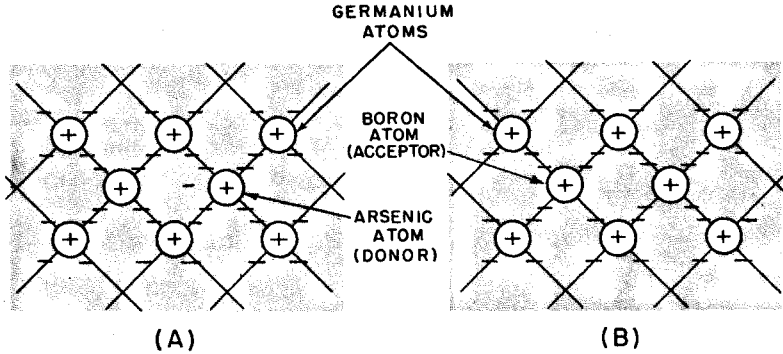 GERMANIUM
ATOMS
BORON
ATOM
(ACCEPTOR)
ARSENIC
ATOM
(DONOR)
(A)
(B)